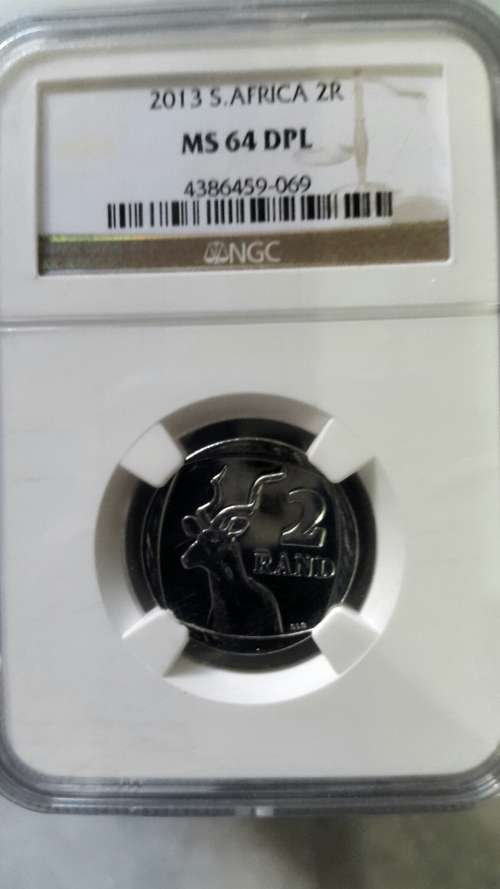 2013 S.AFRICA 2R
MS 64 DPL
4386459-069
NGC
2
RAND